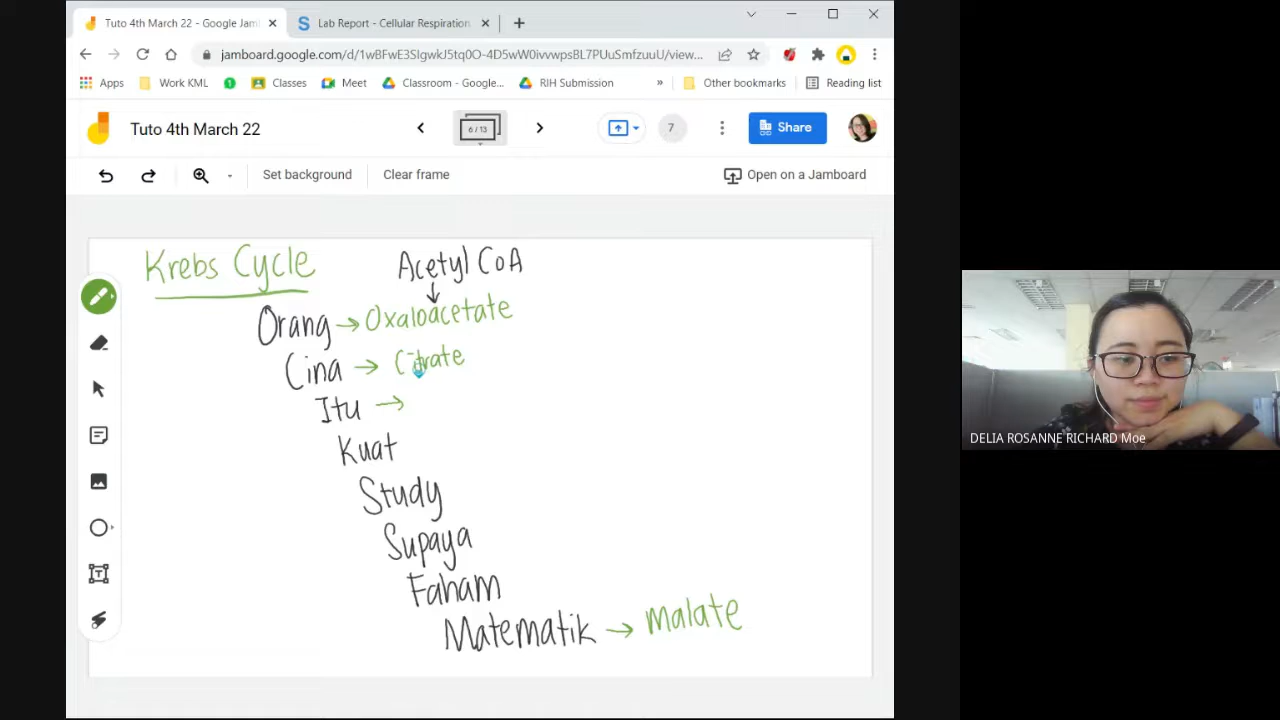 Tuto 4th March 22 - Google Jam
Lab Report - Cellular Respiration
jamboard.google.com/d/1wBFwE3SIgwkJ5tq0O-4D5wW0ivvwpsBL7PUuSmfzuuU/view...
Apps Work KML Classes Meet Classroom - Google... RIH Submission » Other bookmarks Reading list
Tuto 4th March 22
6 / 13
7
Share
Set background
Clear frame
Open on a Jamboard
Krebs Cycle
Acetyl CoA
Orang → Oxaloacetate
Cina → Citrate
Itu →
Kuat
Study
Supaya
Faham
Matematik → malate
DELIA ROSANNE RICHARD Moe